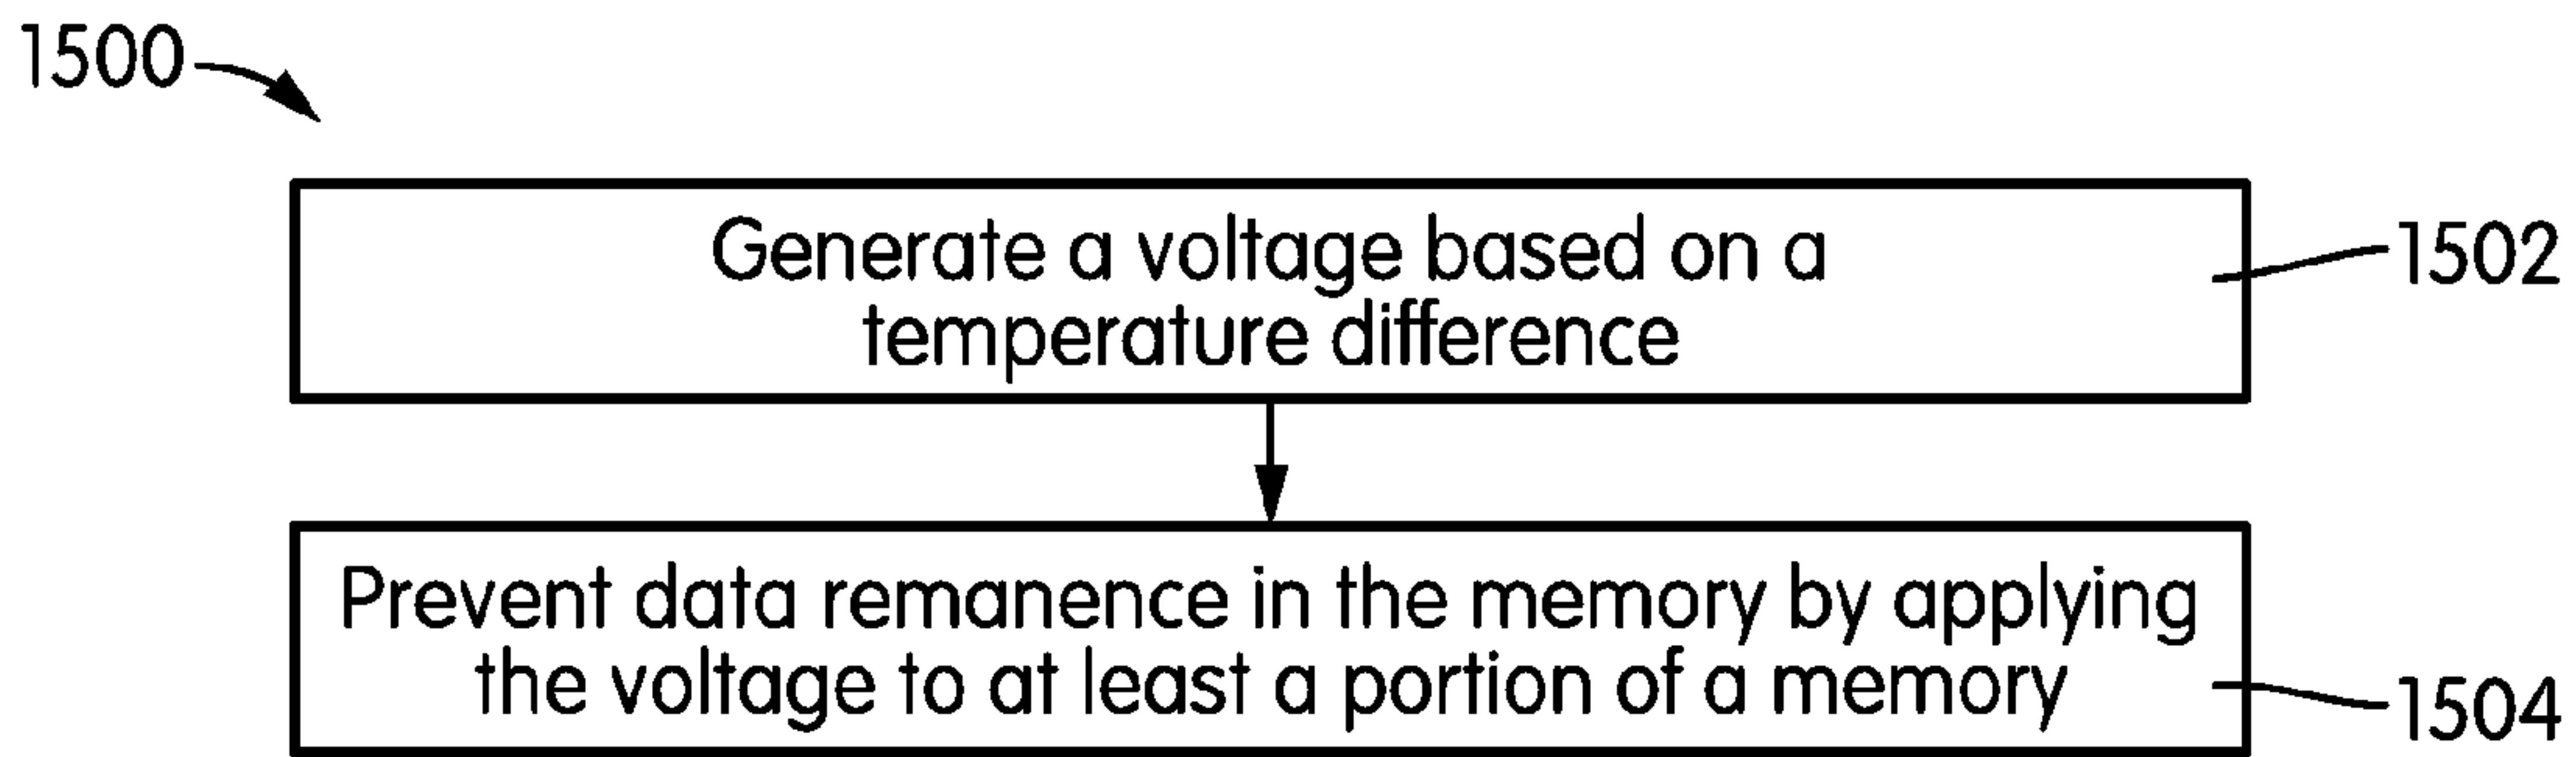 1500
Generate a voltage based on a
temperature difference
1502
Prevent data remanence in the memory by applying
the voltage to at least a portion of a memory
1504